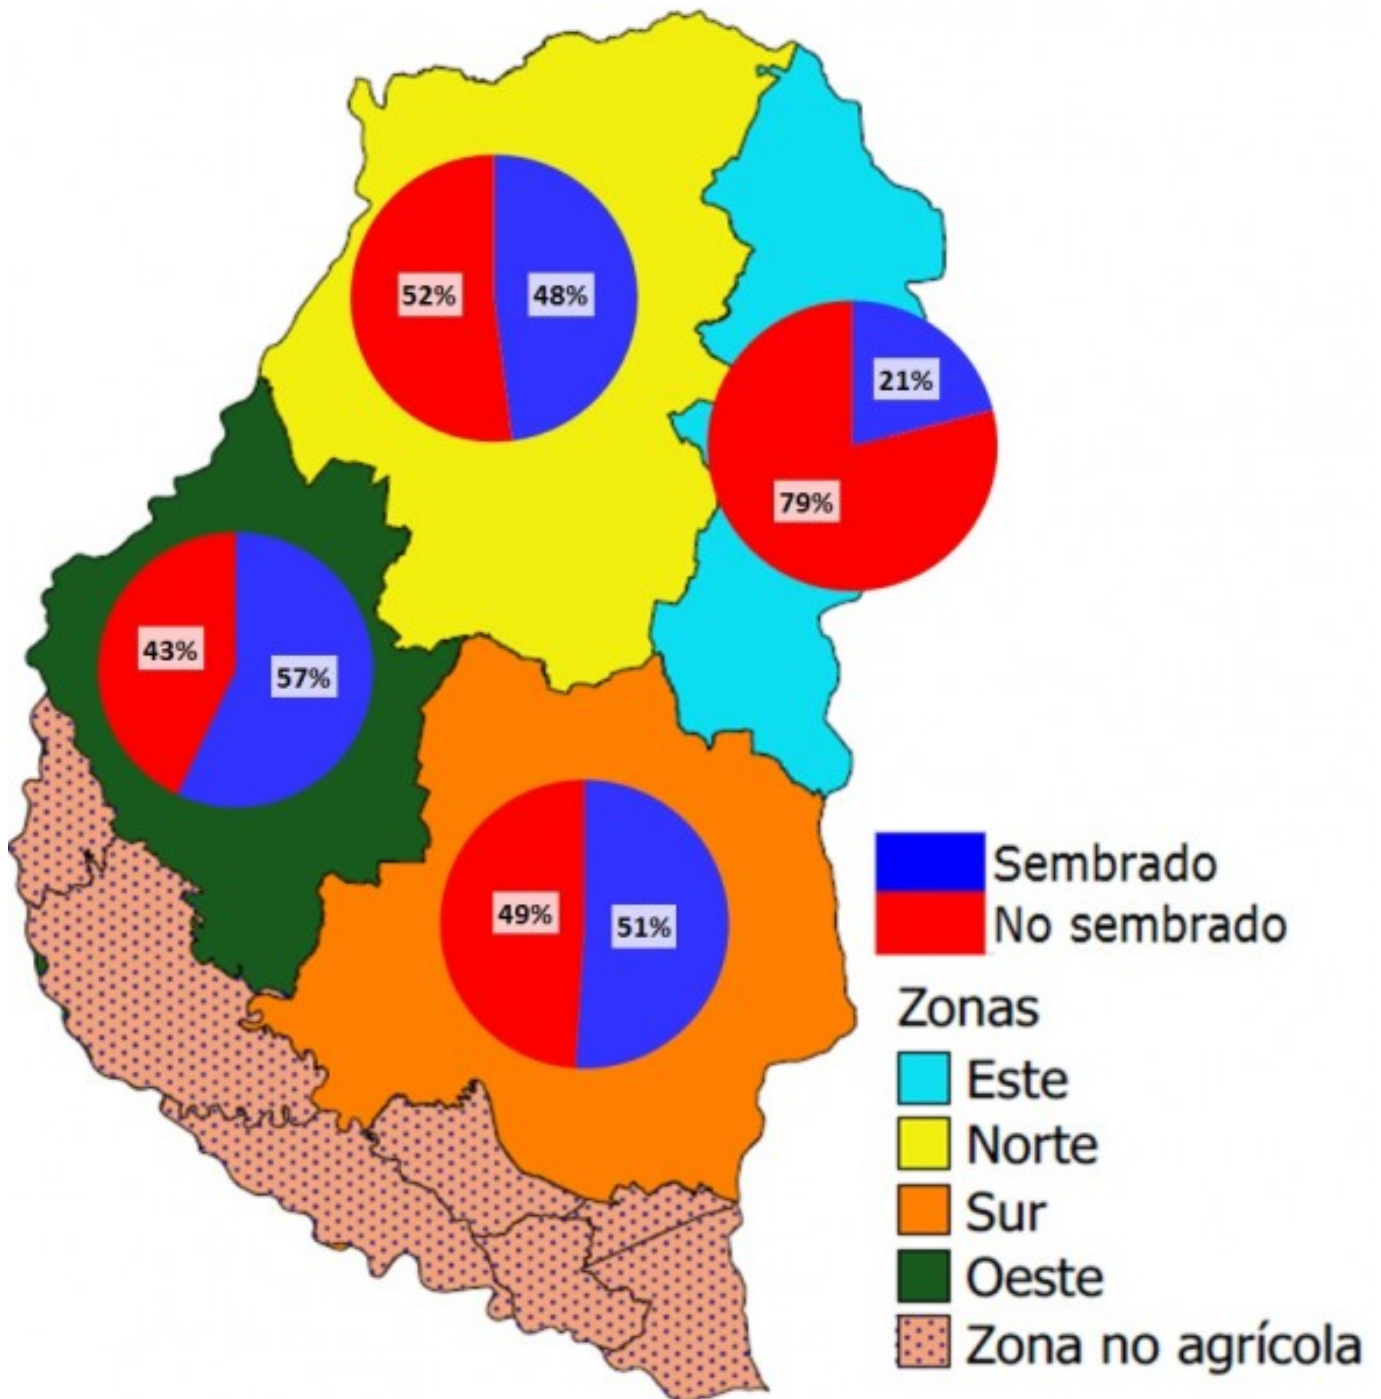 52%
48%
21%
79%
43%
57%
49%
51%
Sembrado
No sembrado
Zonas
Este
Norte
Sur
Oeste
Zona no agrícola